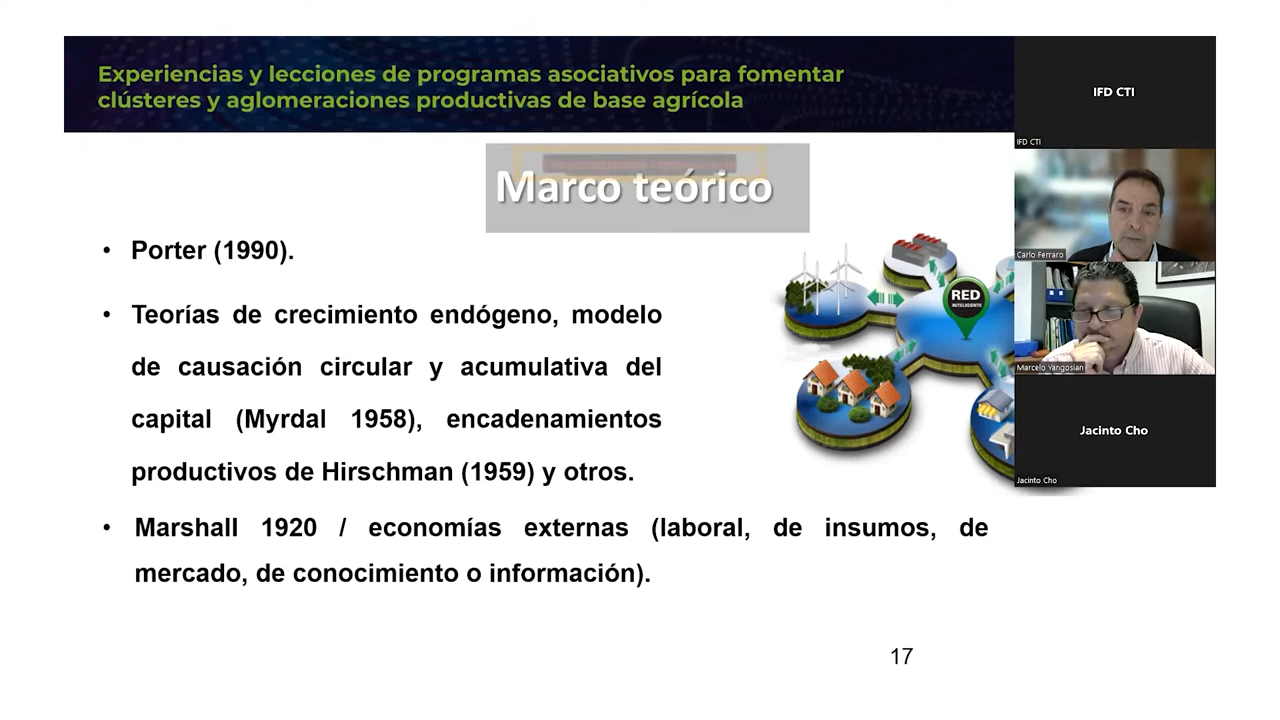 Experiencias y lecciones de programas asociativos para fomentar
clústeres y aglomeraciones productivas de base agrícola
Marco teórico
• Porter (1990).
• Teorías de crecimiento endógeno, modelo
de causación circular y acumulativa del
capital (Myrdal 1958), encadenamientos
productivos de Hirschman (1959) y otros.
• Marshall 1920 / economías externas (laboral, de insumos, de
mercado, de conocimiento o información).
17
RED
INTELIGENTE
IFD CTI
IFD CTI
Carlo Ferraro
Marcelo Yangosian
Jacinto Cho
Jacinto Cho